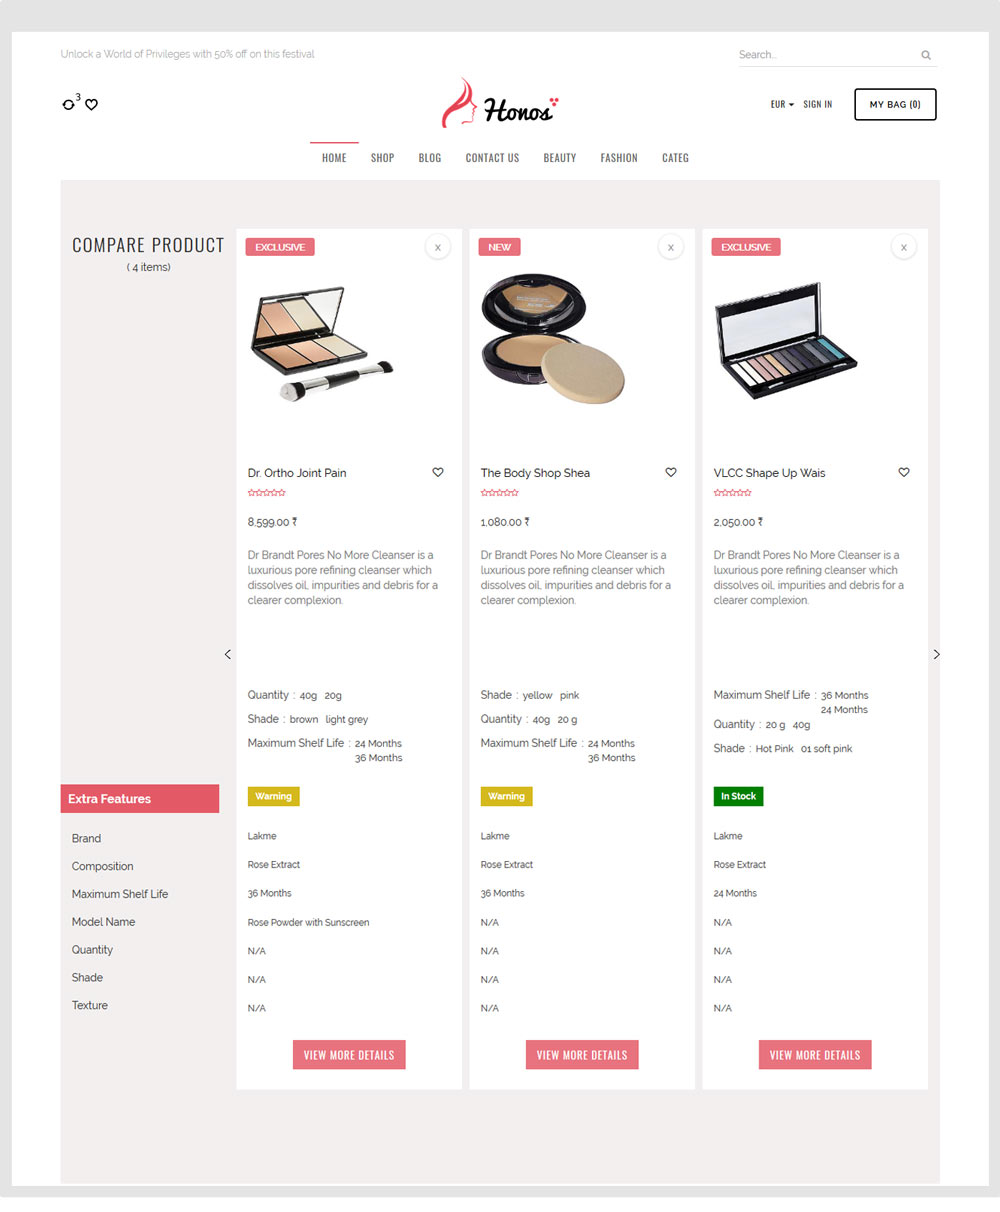 Unlock a World of Privileges with 50% off on this festival
Search...
3
Honos
EUR
SIGN IN
MY BAG (0)
HOME SHOP BLOG CONTACT US BEAUTY FASHION CATEG
COMPARE PRODUCT
( 4 items)
EXCLUSIVE
x
Dr. Ortho Joint Pain
8,599.00 ₹
Dr Brandt Pores No More Cleanser is a
luxurious pore refining cleanser which
dissolves oil, impurities and debris for a
clearer complexion.
Quantity : 40g 20g
Shade : brown light grey
Maximum Shelf Life : 24 Months
36 Months
Warning
NEW
x
The Body Shop Shea
1,080.00 ₹
Dr Brandt Pores No More Cleanser is a
luxurious pore refining cleanser which
dissolves oil, impurities and debris for a
clearer complexion.
Shade : yellow pink
Quantity : 40g 20 g
Maximum Shelf Life : 24 Months
36 Months
Warning
EXCLUSIVE
x
VLCC Shape Up Wais
2,050.00 ₹
Dr Brandt Pores No More Cleanser is a
luxurious pore refining cleanser which
dissolves oil, impurities and debris for a
clearer complexion.
Maximum Shelf Life : 36 Months
24 Months
Quantity : 20 g 40g
Shade : Hot Pink 01 soft pink
In Stock
Extra Features
Brand Lakme Lakme Lakme
Composition Rose Extract Rose Extract Rose Extract
Maximum Shelf Life 36 Months 36 Months 24 Months
Model Name Rose Powder with Sunscreen N/A N/A
Quantity N/A N/A N/A
Shade N/A N/A N/A
Texture N/A N/A N/A
VIEW MORE DETAILS VIEW MORE DETAILS VIEW MORE DETAILS